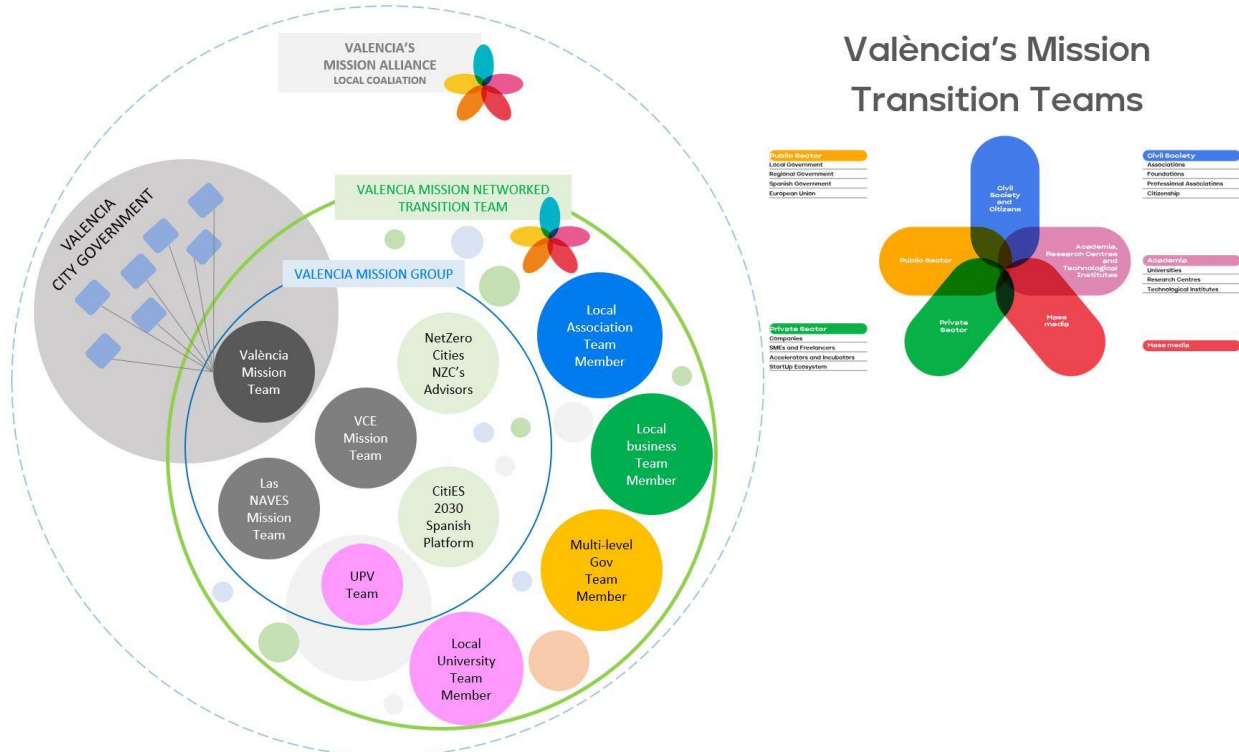 VALENCIA'S
MISSION ALLIANCE
LOCAL COALIATION
VALENCIA
CITY GOVERNMENT
VALENCIA MISSION NETWORKED
TRANSITION TEAM
VALENCIA MISSION GROUP
València
Mission
Team
NetZero
Cities
NZC's
Advisors
VCE
Mission
Team
Las
NAVES
Mission
Team
CitiES
2030
Spanish
Platform
UPV
Team
Local
Association
Team
Member
Local
business
Team
Member
Multi-level
Gov
Team
Member
Local
University
Team
Member
València's Mission
Transition Teams
Public Sector
Local Government
Regional Government
Spanish Government
European Union
Private Sector
Companies
SMEs and Freelancers
Accelerators and Incubators
StartUp Ecosystem
Civil
Society
and
Citizens
Public Sector
Academia,
Research Centres
and
Technological
Institutes
Private
Sector
Mass
media
Civil Society
Associations
Foundations
Professional Associations
Citizenship
Academia
Universities
Research Centres
Technological Institutes
Mass media